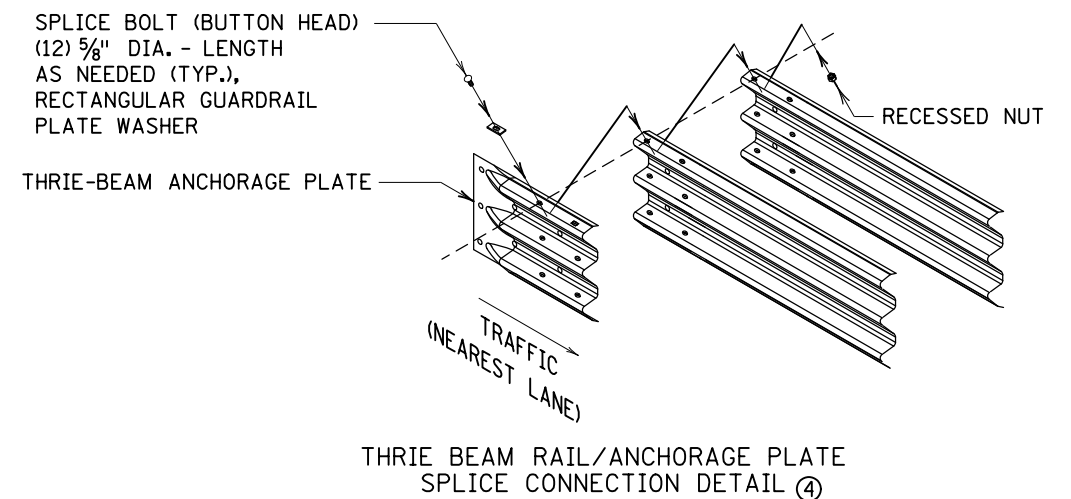 SPLICE BOLT (BUTTON HEAD)
(12) 5/8" DIA. - LENGTH
AS NEEDED (TYP.),
RECTANGULAR GUARDRAIL
PLATE WASHER
RECESSED NUT
THRIE-BEAM ANCHORAGE PLATE
TRAFFIC
(NEAREST LANE)
THRIE BEAM RAIL/ANCHORAGE PLATE
SPLICE CONNECTION DETAIL ④